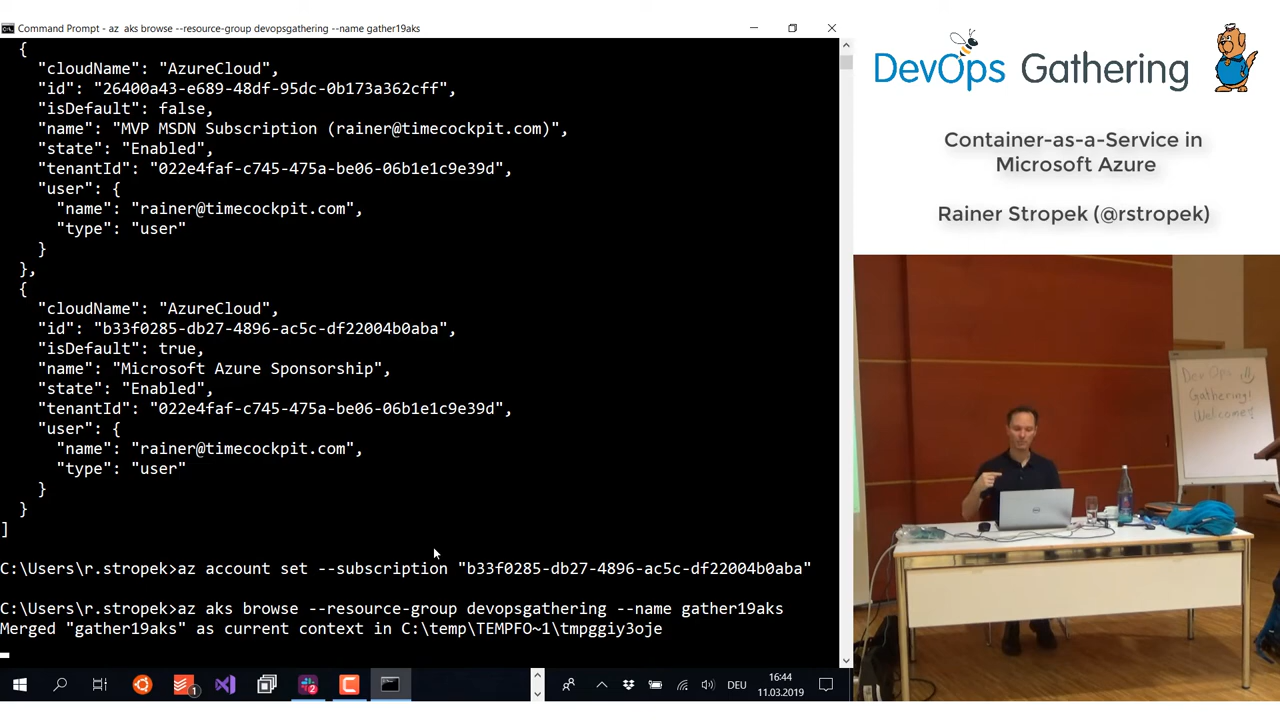 Command Prompt - az  aks browse --resource-group devopsgathering --name gather19aks
{
"cloudName": "AzureCloud",
"id": "26400a43-e689-48df-95dc-0b173a362cff",
"isDefault": false,
"name": "MVP MSDN Subscription (rainer@timecockpit.com)",
"state": "Enabled",
"tenantId": "022e4faf-c745-475a-be06-06b1e1c9e39d",
"user": {
"name": "rainer@timecockpit.com",
"type": "user"
}
},
{
"cloudName": "AzureCloud",
"id": "b33f0285-db27-4896-ac5c-df22004b0aba",
"isDefault": true,
"name": "Microsoft Azure Sponsorship",
"state": "Enabled",
"tenantId": "022e4faf-c745-475a-be06-06b1e1c9e39d",
"user": {
"name": "rainer@timecockpit.com",
"type": "user"
}
}
]
C:\Users\r.stropek>az account set --subscription "b33f0285-db27-4896-ac5c-df22004b0aba"
C:\Users\r.stropek>az aks browse --resource-group devopsgathering --name gather19aks
Merged "gather19aks" as current context in C:\temp\TEMPFO~1\tmpggiy3oje
1
2
DEU
16:44
11.03.2019
DevOps Gathering
Container-as-a-Service in
Microsoft Azure
Rainer Stropek (@rstropek)
DevOps
Gathering!
Welcome!